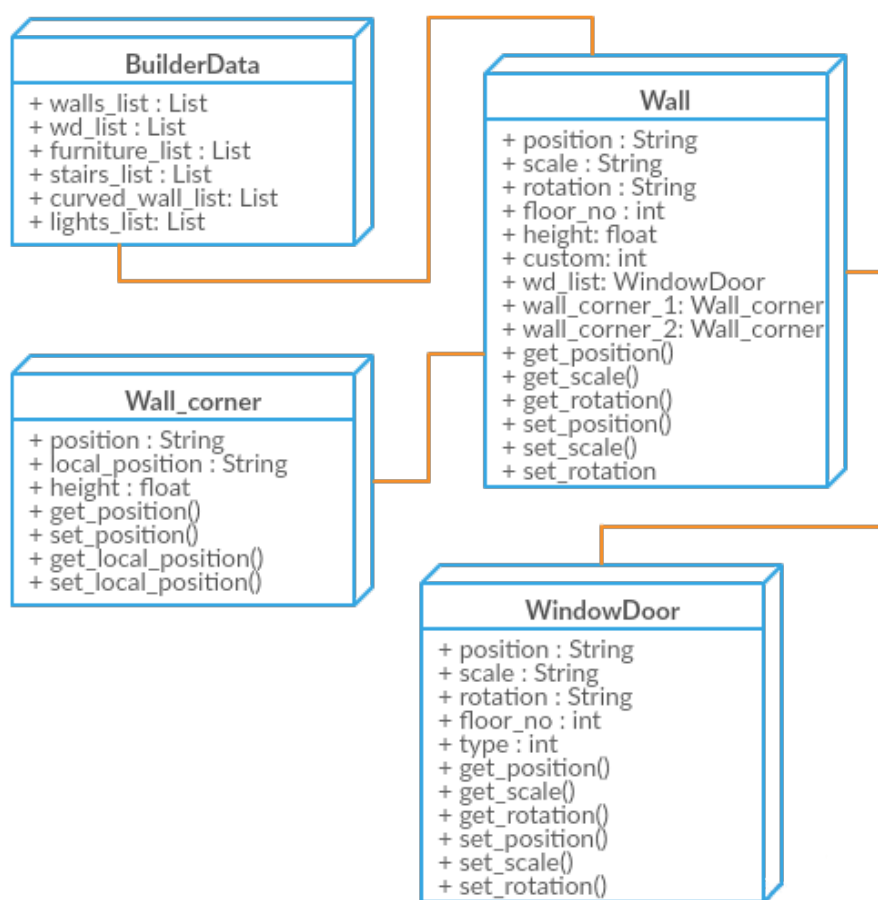 BuilderData
+ walls_list : List
+ wd_list : List
+ furniture_list : List
+ stairs_list : List
+ curved_wall_list: List
+ lights_list: List
Wall
+ position : String
+ scale : String
+ rotation : String
+ floor_no : int
+ height: float
+ custom: int
+ wd_list: WindowDoor
+ wall_corner_1: Wall_corner
+ wall_corner_2: Wall_corner
+ get_position()
+ get_scale()
+ get_rotation()
+ set_position()
+ set_scale()
+ set_rotation
Wall_corner
+ position : String
+ local_position : String
+ height : float
+ get_position()
+ set_position()
+ get_local_position()
+ set_local_position()
WindowDoor
+ position : String
+ scale : String
+ rotation : String
+ floor_no : int
+ type : int
+ get_position()
+ get_scale()
+ get_rotation()
+ set_position()
+ set_scale()
+ set_rotation()